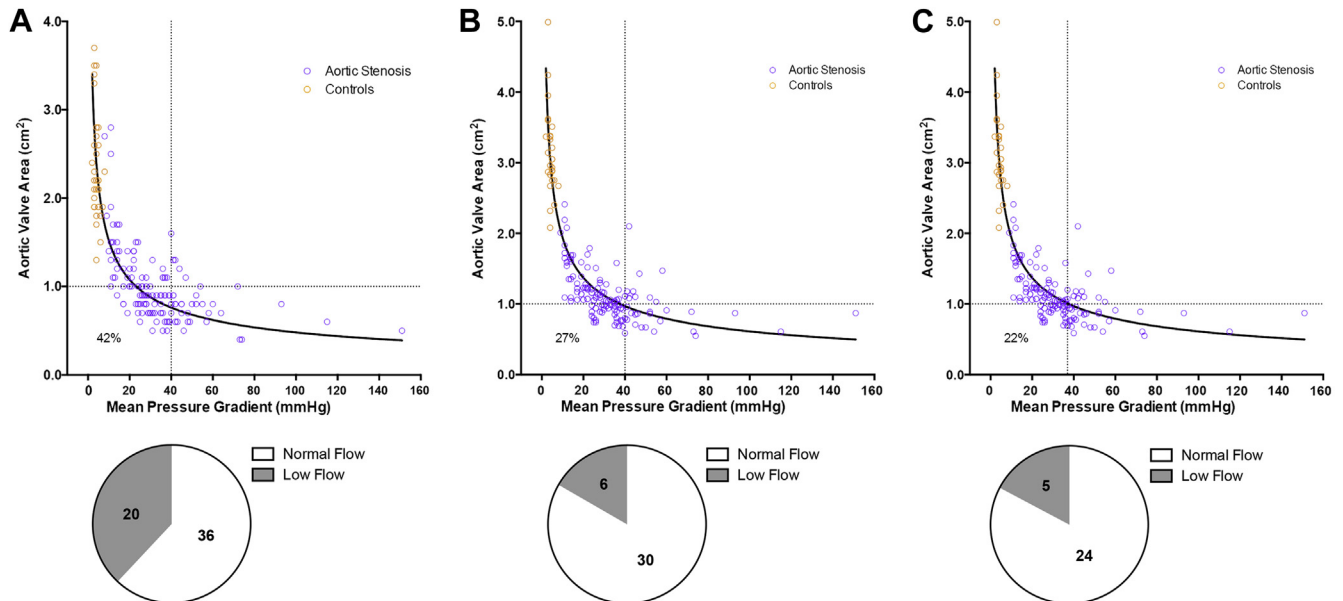 A
4.0
3.0
2.0
1.0
0.0
Aortic Valve Area (cm²)
Aortic Stenosis
Controls
42%
0 20 40 60 80 100 120 140 160
Mean Pressure Gradient (mmHg)
Normal Flow
Low Flow
20
36
B
5.0
4.0
3.0
2.0
1.0
0.0
Aortic Valve Area (cm²)
Aortic Stenosis
Controls
27%
0 20 40 60 80 100 120 140 160
Mean Pressure Gradient (mmHg)
Normal Flow
Low Flow
6
30
C
5.0
4.0
3.0
2.0
1.0
0.0
Aortic Valve Area (cm²)
Aortic Stenosis
Controls
22%
0 20 40 60 80 100 120 140 160
Mean Pressure Gradient (mmHg)
Normal Flow
Low Flow
5
24